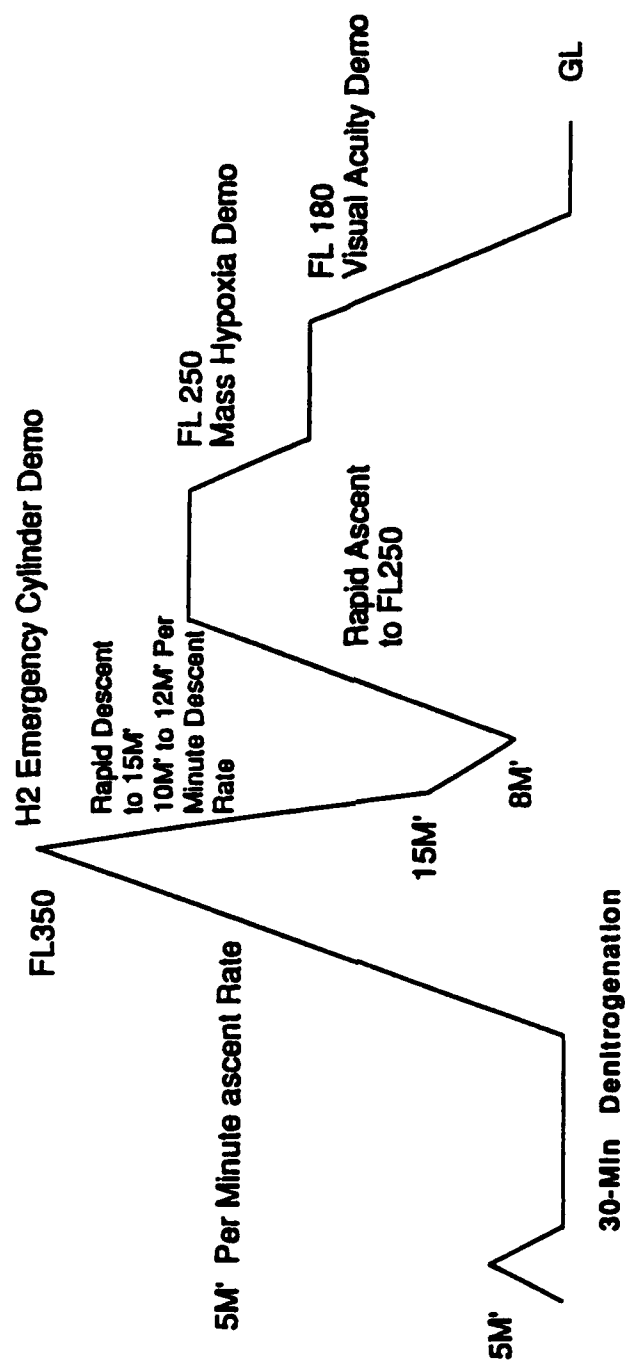 5M'
30-Min Denitrogenation
5M' Per Minute ascent Rate
FL350
H2 Emergency Cylinder Demo
Rapid Descent
to 15M'
10M' to 12M' Per
Minute Descent
Rate
15M'
8M'
Rapid Ascent
to FL250
FL 250
Mass Hypoxia Demo
FL 180
Visual Acuity Demo
GL